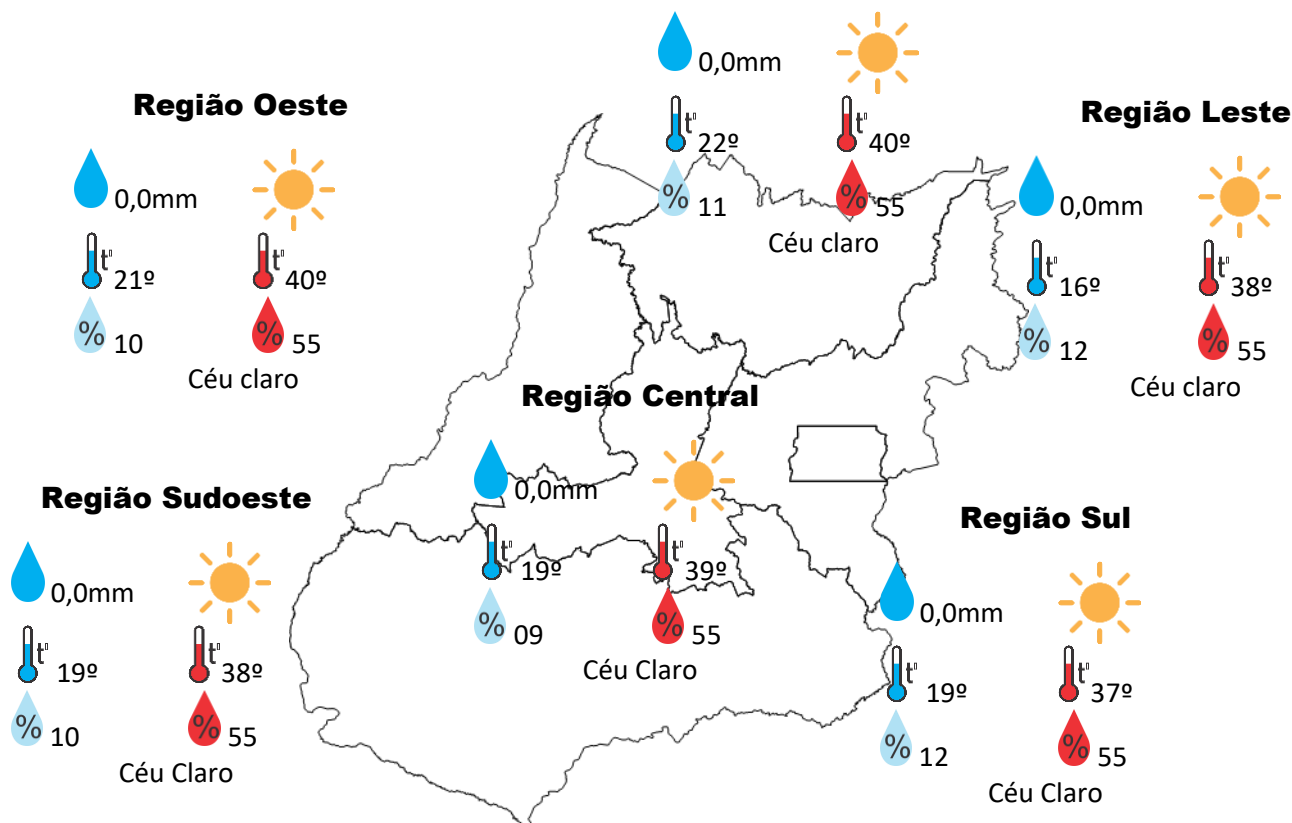 0,0mm
t°
22º
t°
40º
% 11
% 55
Céu claro
Região Oeste
0,0mm
t°
21º
t°
40º
% 10
% 55
Céu claro
Região Leste
0,0mm
t°
16º
t°
38º
% 12
% 55
Céu claro
Região Central
0,0mm
t°
19º
t°
39º
% 09
% 55
Céu Claro
Região Sudoeste
0,0mm
t°
19º
t°
38º
% 10
% 55
Céu Claro
Região Sul
0,0mm
t°
19º
t°
37º
% 12
% 55
Céu Claro